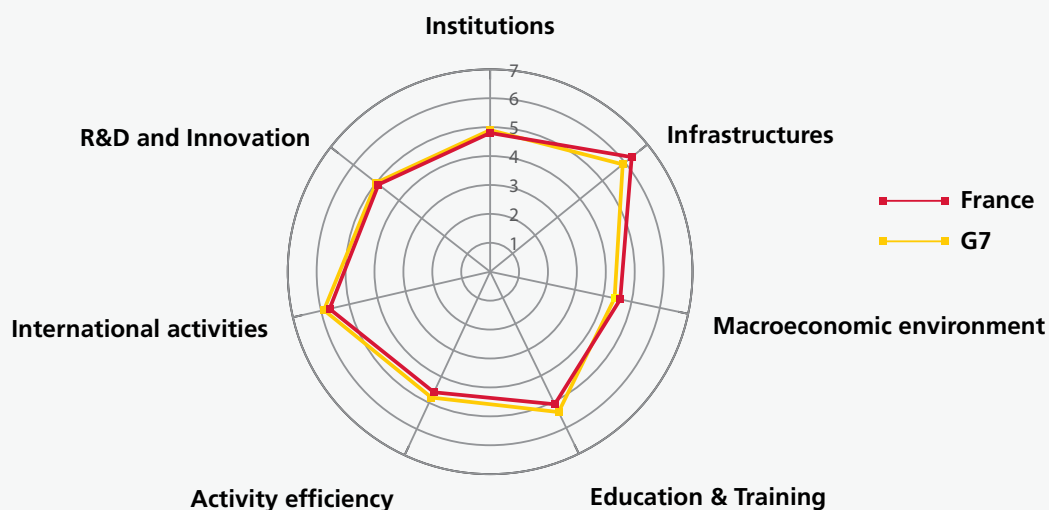 Institutions
7
6
5
4
3
2
1
R&D and Innovation
Infrastructures
France
G7
International activities
Macroeconomic environment
Activity efficiency
Education & Training